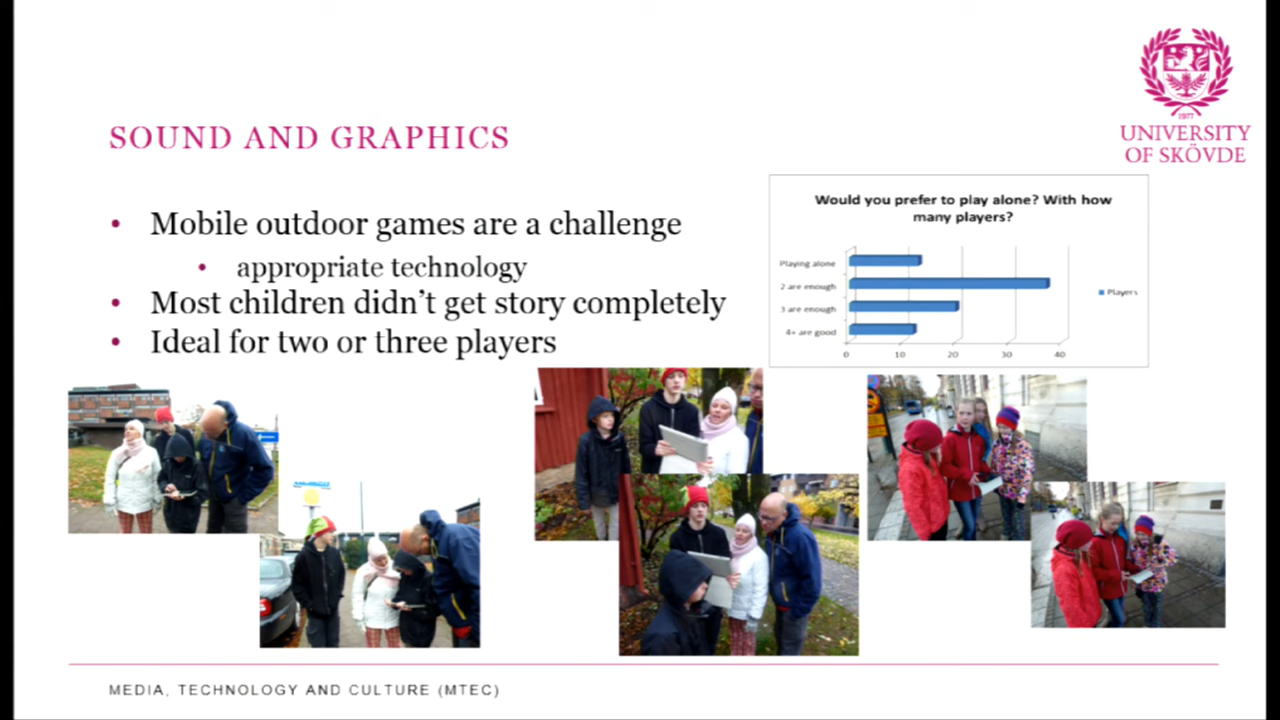 1977
UNIVERSITY
OF SKÖVDE
SOUND AND GRAPHICS
• Mobile outdoor games are a challenge
• appropriate technology
• Most children didn't get story completely
• Ideal for two or three players
Would you prefer to play alone? With how
many players?
Playing alone
2 are enough
3 are enough
4+ are good
0 10 20 30 40
Players
MEDIA, TECHNOLOGY AND CULTURE (MTEC)